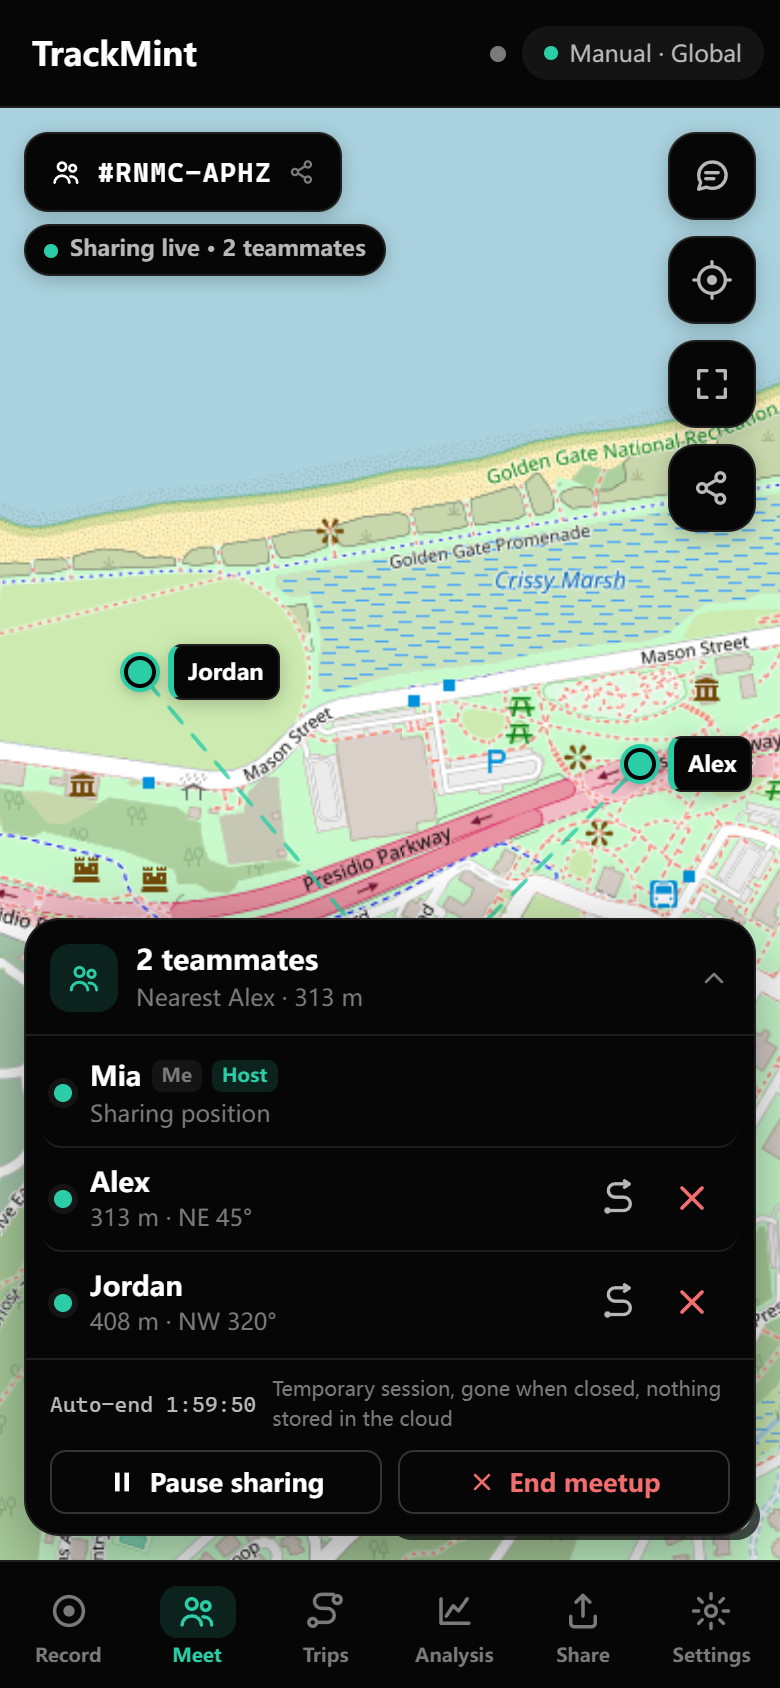 TrackMint
Manual · Global
#RNMC-APHZ
Sharing live • 2 teammates
Golden Gate National Recreation
Golden Gate Promenade
Crissy Marsh
Mason Street
Jordan
Mason Street
P
way
Alex
Presidio Parkway
2 teammates
Nearest Alex · 313 m
Mia Me Host
Sharing position
Alex
313 m · NE 45°
Jordan
408 m · NW 320°
Auto-end 1:59:50
Temporary session, gone when closed, nothing
stored in the cloud
Pause sharing
End meetup
Record
Meet
Trips
Analysis
Share
Settings